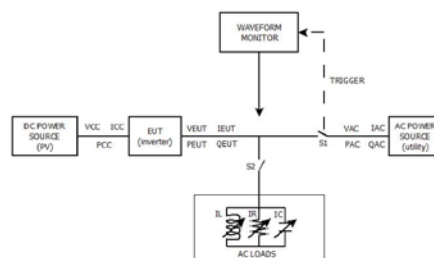 WAVEFORM
MONITOR
TRIGGER
DC POWER
SOURCE
(PV)
VCC ICC
PCC
EUT
(inverter)
VEUT IEUT
PEUT QEUT
S1
VAC IAC
PAC QAC
AC POWER
SOURCE
(utility)
S2
IL IR IC
AC LOADS